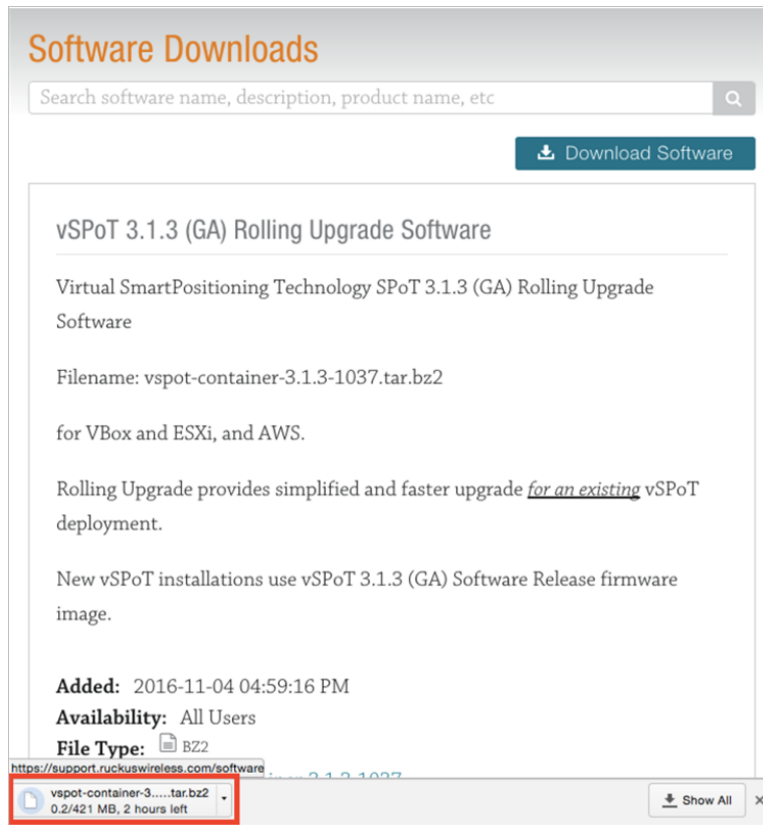 Software Downloads
Search software name, description, product name, etc
Download Software
vSPoT 3.1.3 (GA) Rolling Upgrade Software
Virtual SmartPositioning Technology SPoT 3.1.3 (GA) Rolling Upgrade
Software
Filename: vspot-container-3.1.3-1037.tar.bz2
for VBox and ESXi, and AWS.
Rolling Upgrade provides simplified and faster upgrade for an existing vSPoT
deployment.
New vSPoT installations use vSPoT 3.1.3 (GA) Software Release firmware
image.
Added: 2016-11-04 04:59:16 PM
Availability: All Users
File Type: BZ2
https://support.ruckuswireless.com/software
vspot-container-3.....tar.bz2
0.2/421 MB, 2 hours left
Show All